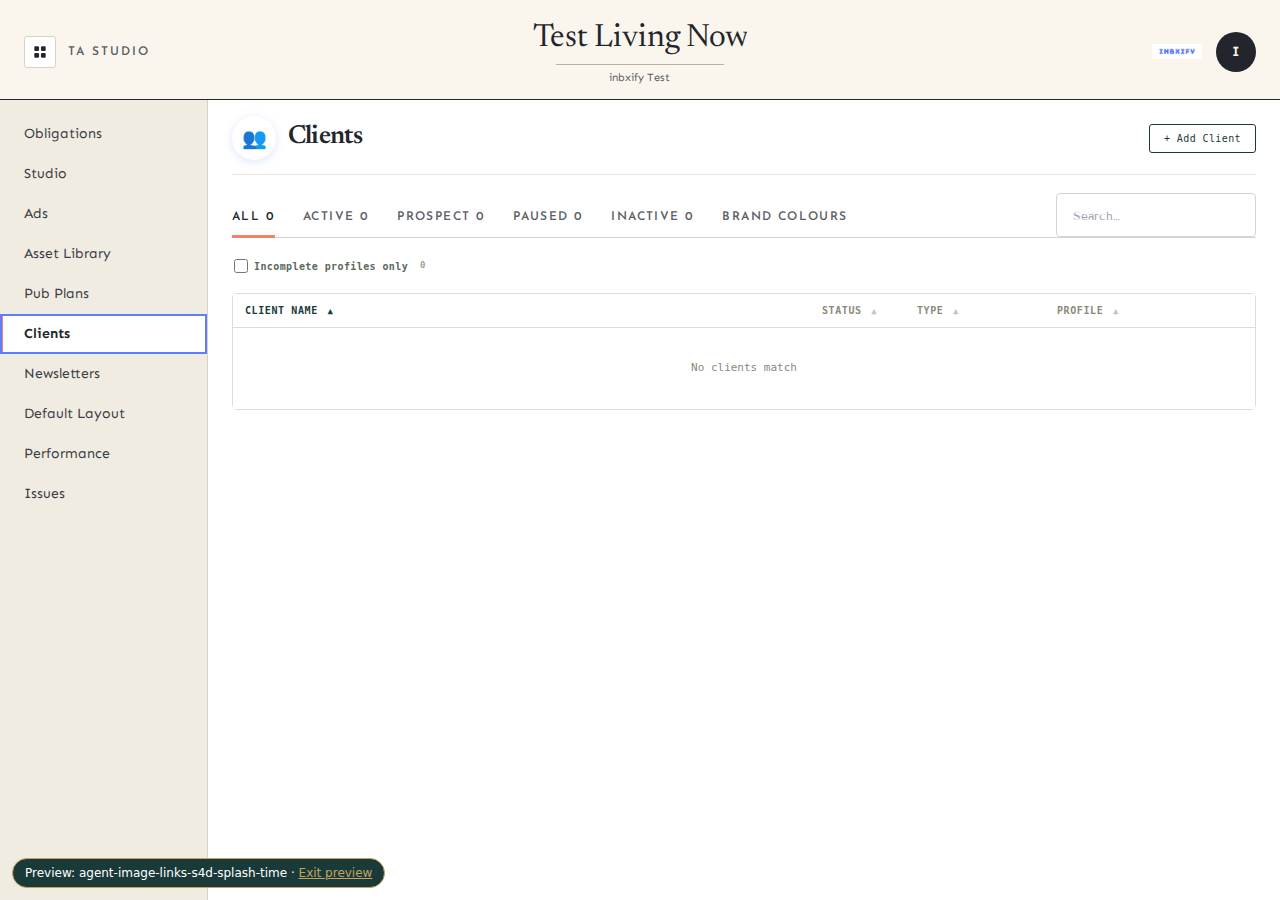 TA STUDIO
Test Living Now
inbxify Test
INBXIFY
I
Obligations
Studio
Ads
Asset Library
Pub Plans
Clients
Newsletters
Default Layout
Performance
Issues
Clients
+ Add Client
ALL 0 ACTIVE 0 PROSPECT 0 PAUSED 0 INACTIVE 0 BRAND COLOURS
Search...
Incomplete profiles only 0
CLIENT NAME ▲ STATUS ▲ TYPE ▲ PROFILE ▲
No clients match
Preview: agent-image-links-s4d-splash-time · Exit preview